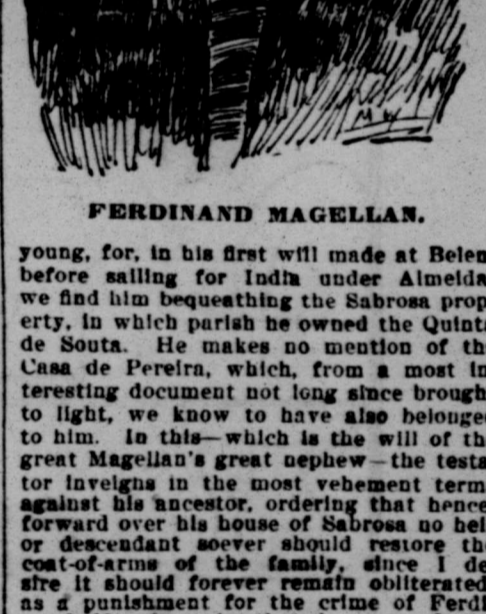 M W
FERDINAND MAGELLAN.
young, for, in his first will made at Belen
before sailing for India under Almeida
we find him bequeathing the Sabrosa prop
erty, in which parish he owned the Quint
de Souta. He makes no mention of th
Casa de Pereira, which, from a most in
teresting document not long since brough
to light, we know to have also belonge
to him. In this—which is the will of th
great Magellan's great nephew—the testa
tor inveighs in the most vehement term
against his ancestor, ordering that hence
forward over his house of Sabrosa no hei
or descendant soever should restore th
coat-of-arms of the family, since I de
sire it should forever remain obliterated
as a punishment for the crime of Ferdi